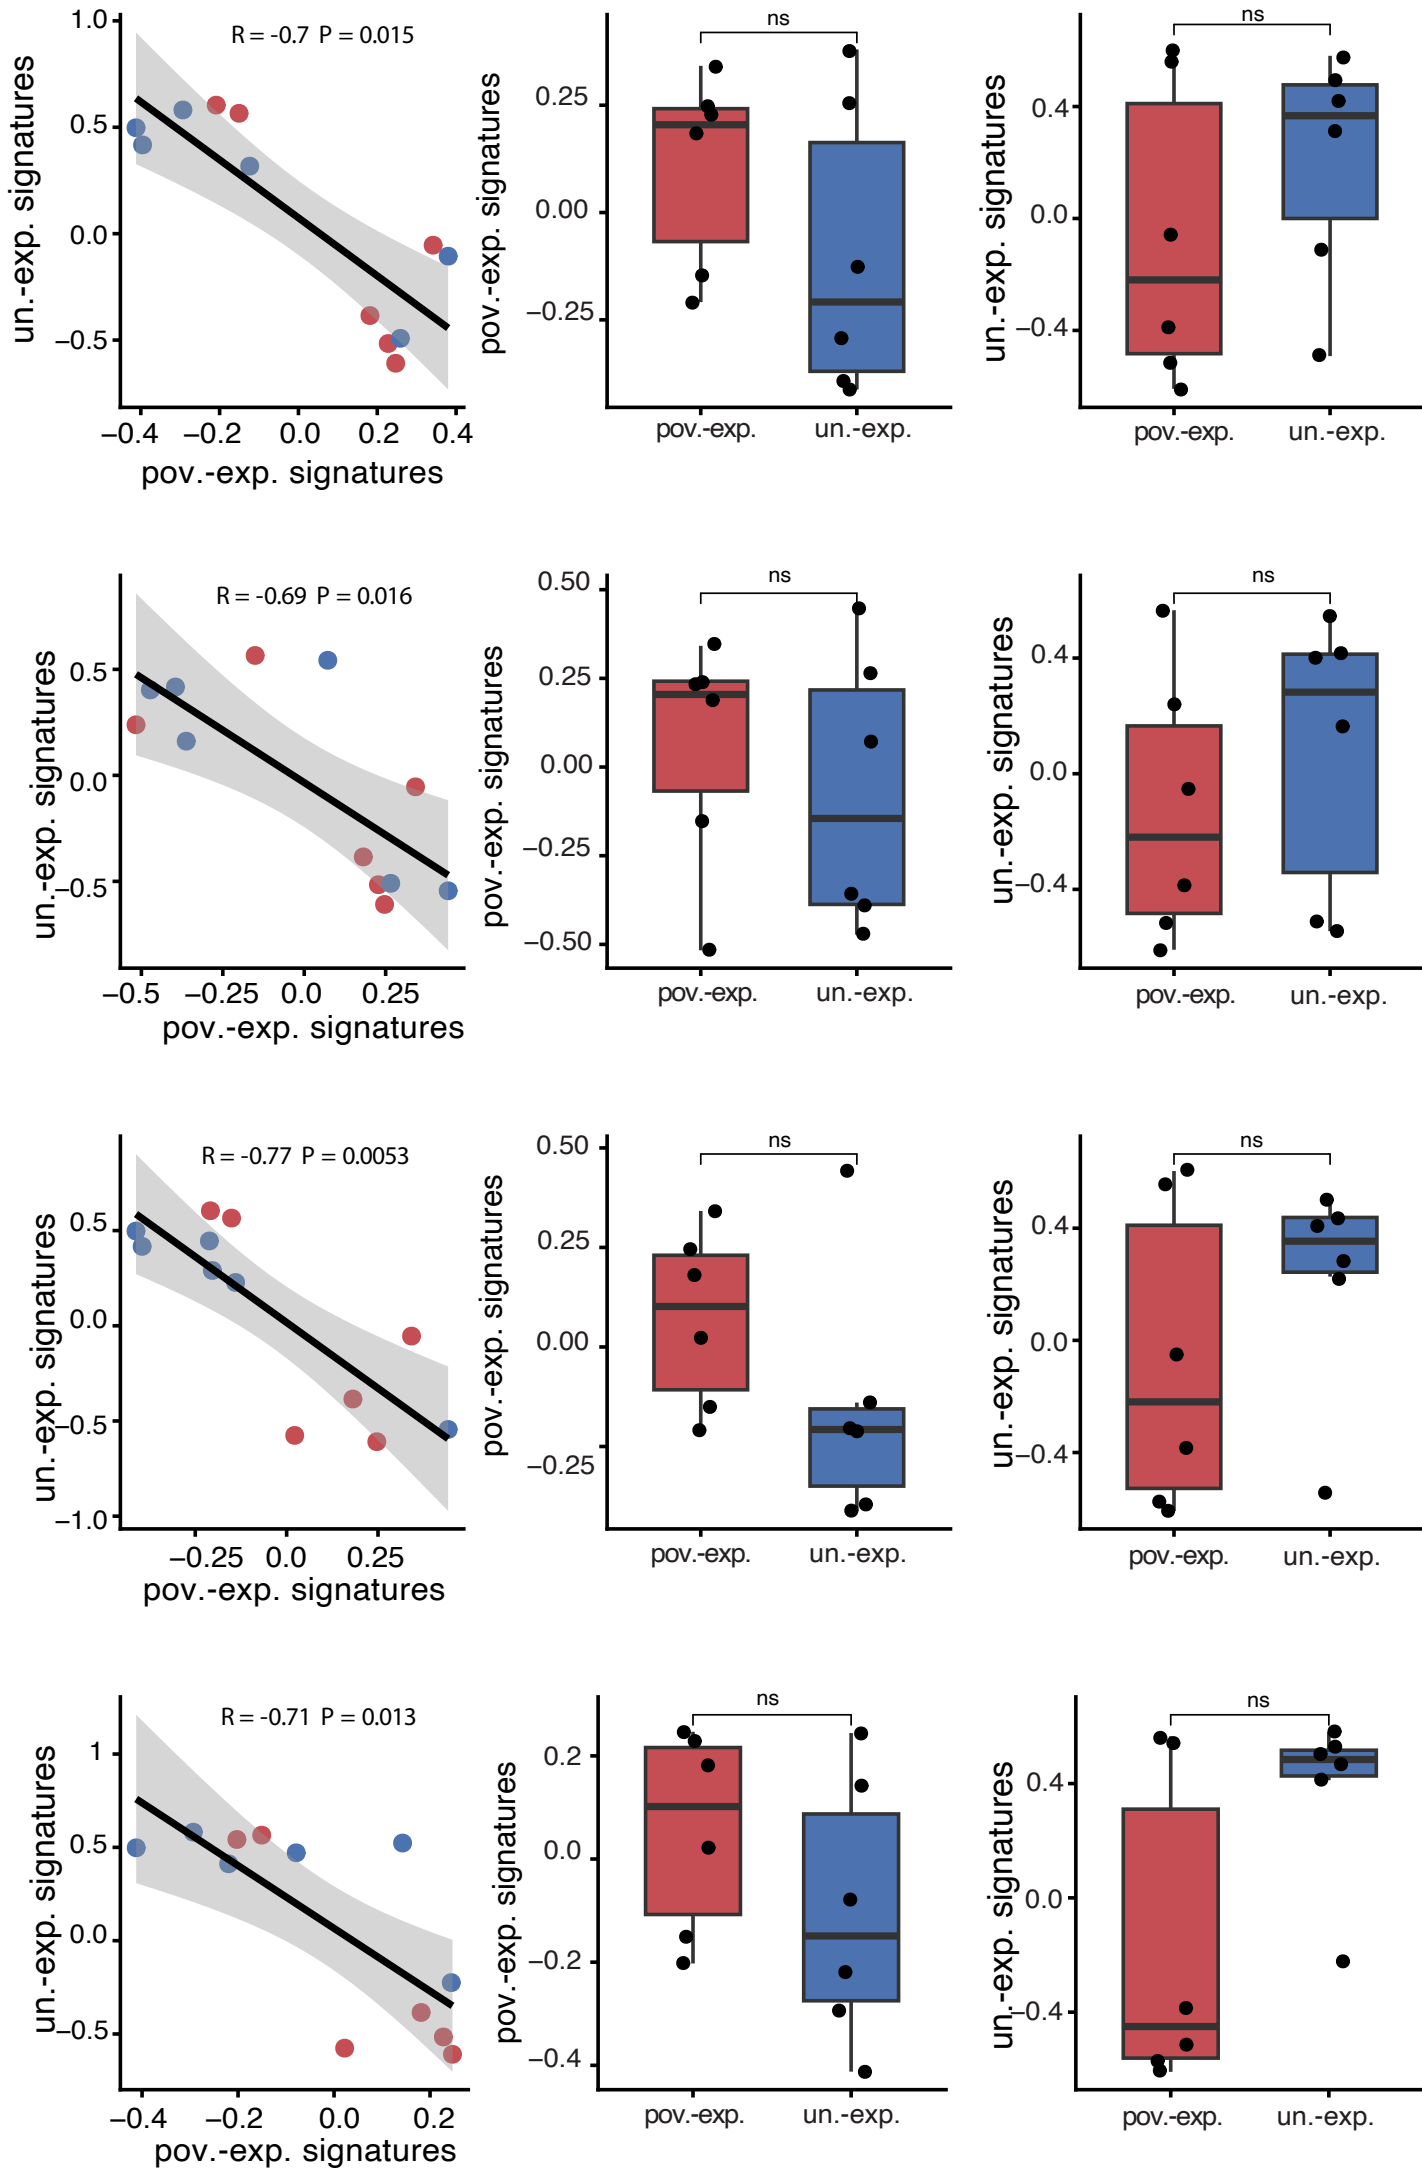 R = -0.7 P = 0.015
un.-exp. signatures
1.0
0.5
0.0
−0.5
−0.4 −0.2 0.0 0.2 0.4
pov.-exp. signatures
ns
pov.-exp. signatures
0.25
0.00
−0.25
pov.-exp. un.-exp.
ns
un.-exp. signatures
0.4
0.0
−0.4
pov.-exp. un.-exp.
R = -0.69 P = 0.016
un.-exp. signatures
0.5
0.0
−0.5
−0.5 −0.25 0.0 0.25
pov.-exp. signatures
ns
pov.-exp. signatures
0.50
0.25
0.00
−0.25
−0.50
pov.-exp. un.-exp.
ns
un.-exp. signatures
0.4
0.0
−0.4
pov.-exp. un.-exp.
R = -0.77 P = 0.0053
un.-exp. signatures
0.5
0.0
−0.5
−1.0
−0.25 0.0 0.25
pov.-exp. signatures
ns
pov.-exp. signatures
0.50
0.25
0.00
−0.25
pov.-exp. un.-exp.
ns
un.-exp. signatures
0.4
0.0
−0.4
pov.-exp. un.-exp.
R = -0.71 P = 0.013
un.-exp. signatures
1
0.5
0.0
−0.5
−0.4 −0.2 0.0 0.2
pov.-exp. signatures
ns
pov.-exp. signatures
0.2
0.0
−0.2
−0.4
pov.-exp. un.-exp.
ns
un.-exp. signatures
0.4
0.0
−0.4
pov.-exp. un.-exp.